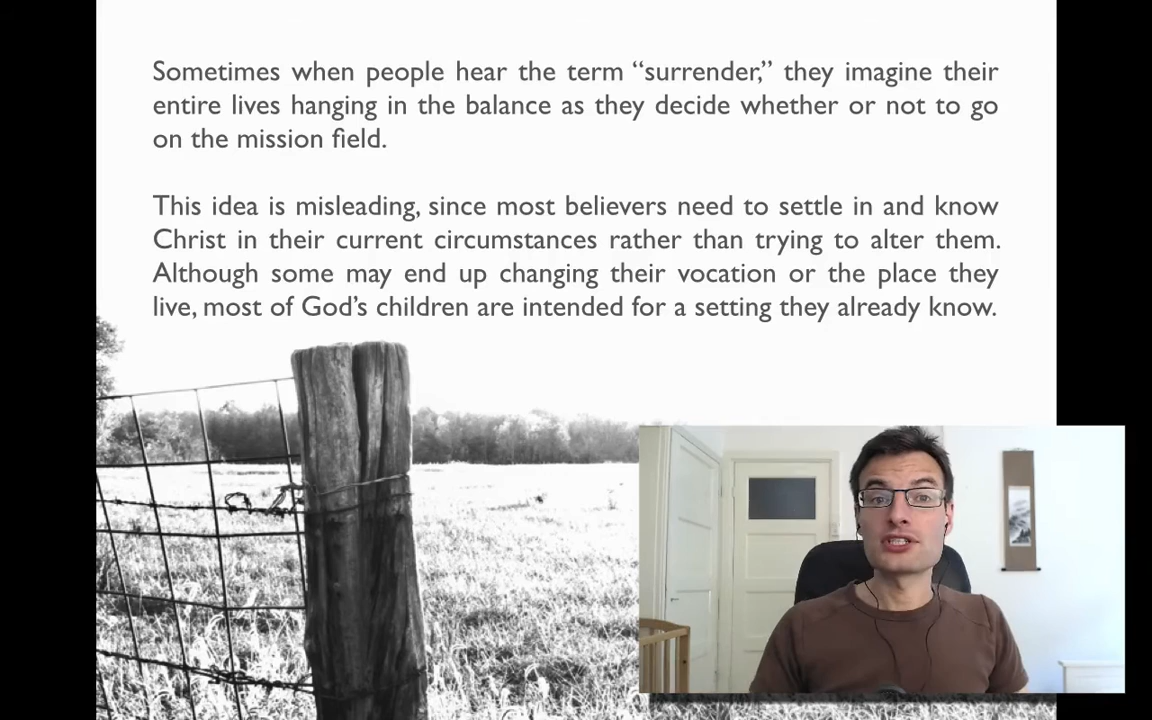 Sometimes when people hear the term “surrender,” they imagine their
entire lives hanging in the balance as they decide whether or not to go
on the mission field.
This idea is misleading, since most believers need to settle in and know
Christ in their current circumstances rather than trying to alter them.
Although some may end up changing their vocation or the place they
live, most of God’s children are intended for a setting they already know.